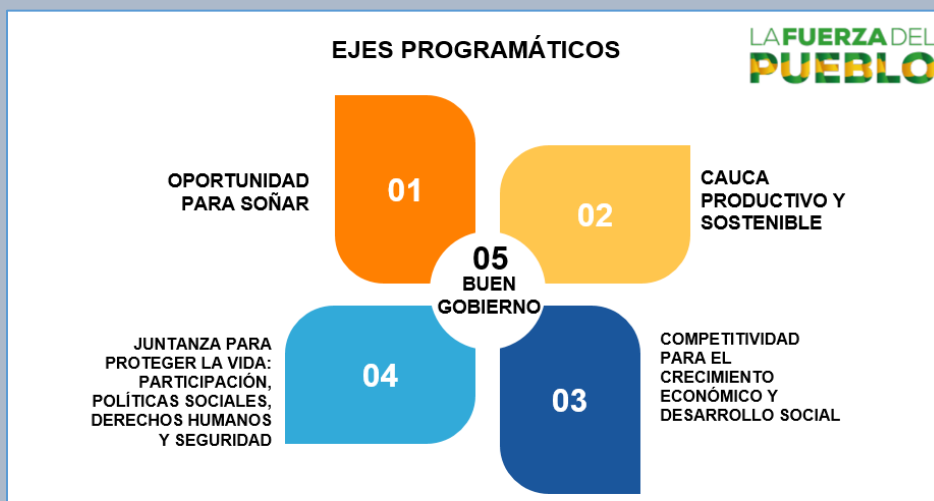 EJES PROGRAMÁTICOS
LA FUERZA DEL
PUEBLO
OPORTUNIDAD
PARA SOÑAR
01
02
CAUCA
PRODUCTIVO Y
SOSTENIBLE
05
BUEN
GOBIERNO
JUNTANZA PARA
PROTEGER LA VIDA:
PARTICIPACIÓN,
POLÍTICAS SOCIALES,
DERECHOS HUMANOS
Y SEGURIDAD
04
03
COMPETITIVIDAD
PARA EL
CRECIMIENTO
ECONÓMICO Y
DESARROLLO SOCIAL